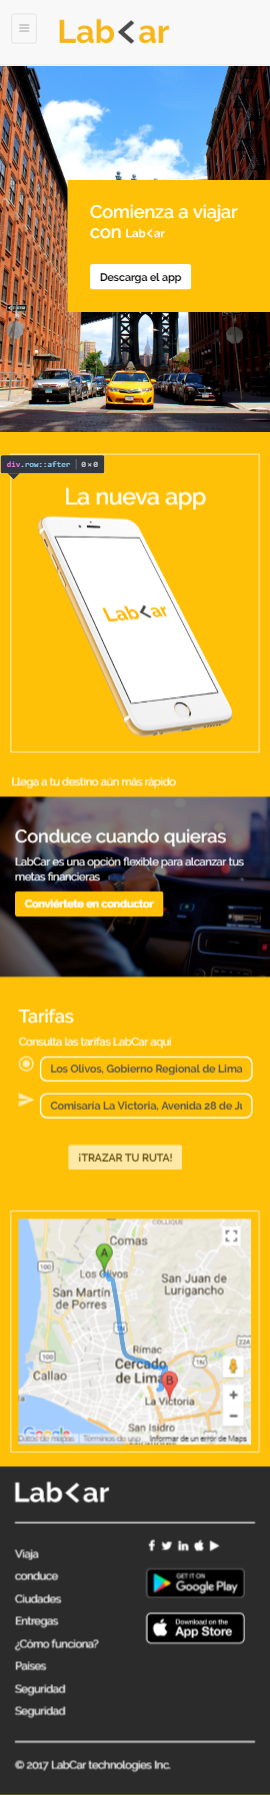 Lab<ar
Comienza a viajar
con Lab<ar
Descarga el app
div.row::after | 0×0
La nueva app
Lab<ar
Llega a tu destino aún más rápido
Conduce cuando quieras
LabCar es una opción flexible para alcanzar tus
metas financieras
Conviértete en conductor
Tarifas
Consulta las tarifas LabCar aquí
Los Olivos, Gobierno Regional de Lima
Comisaría La Victoria, Avenida 28 de Ju
¡TRAZAR TU RUTA!
COLLIQUE
Comas
A
100
Los Olivos
San Juan de
Lurigancho
San Martín
de Porres
22A
Rímac
100
Cercado
de Lima
Callao
B
La Victoria
San Isidro
Google
Datos de mapas
Términos de uso
Informar de un error de Maps
Lab<ar
Viaja
conduce
Ciudades
Entregas
¿Cómo funciona?
Paises
Seguridad
Seguridad
GET IT ON
Google Play
Download on the
App Store
© 2017 LabCar technologies Inc.